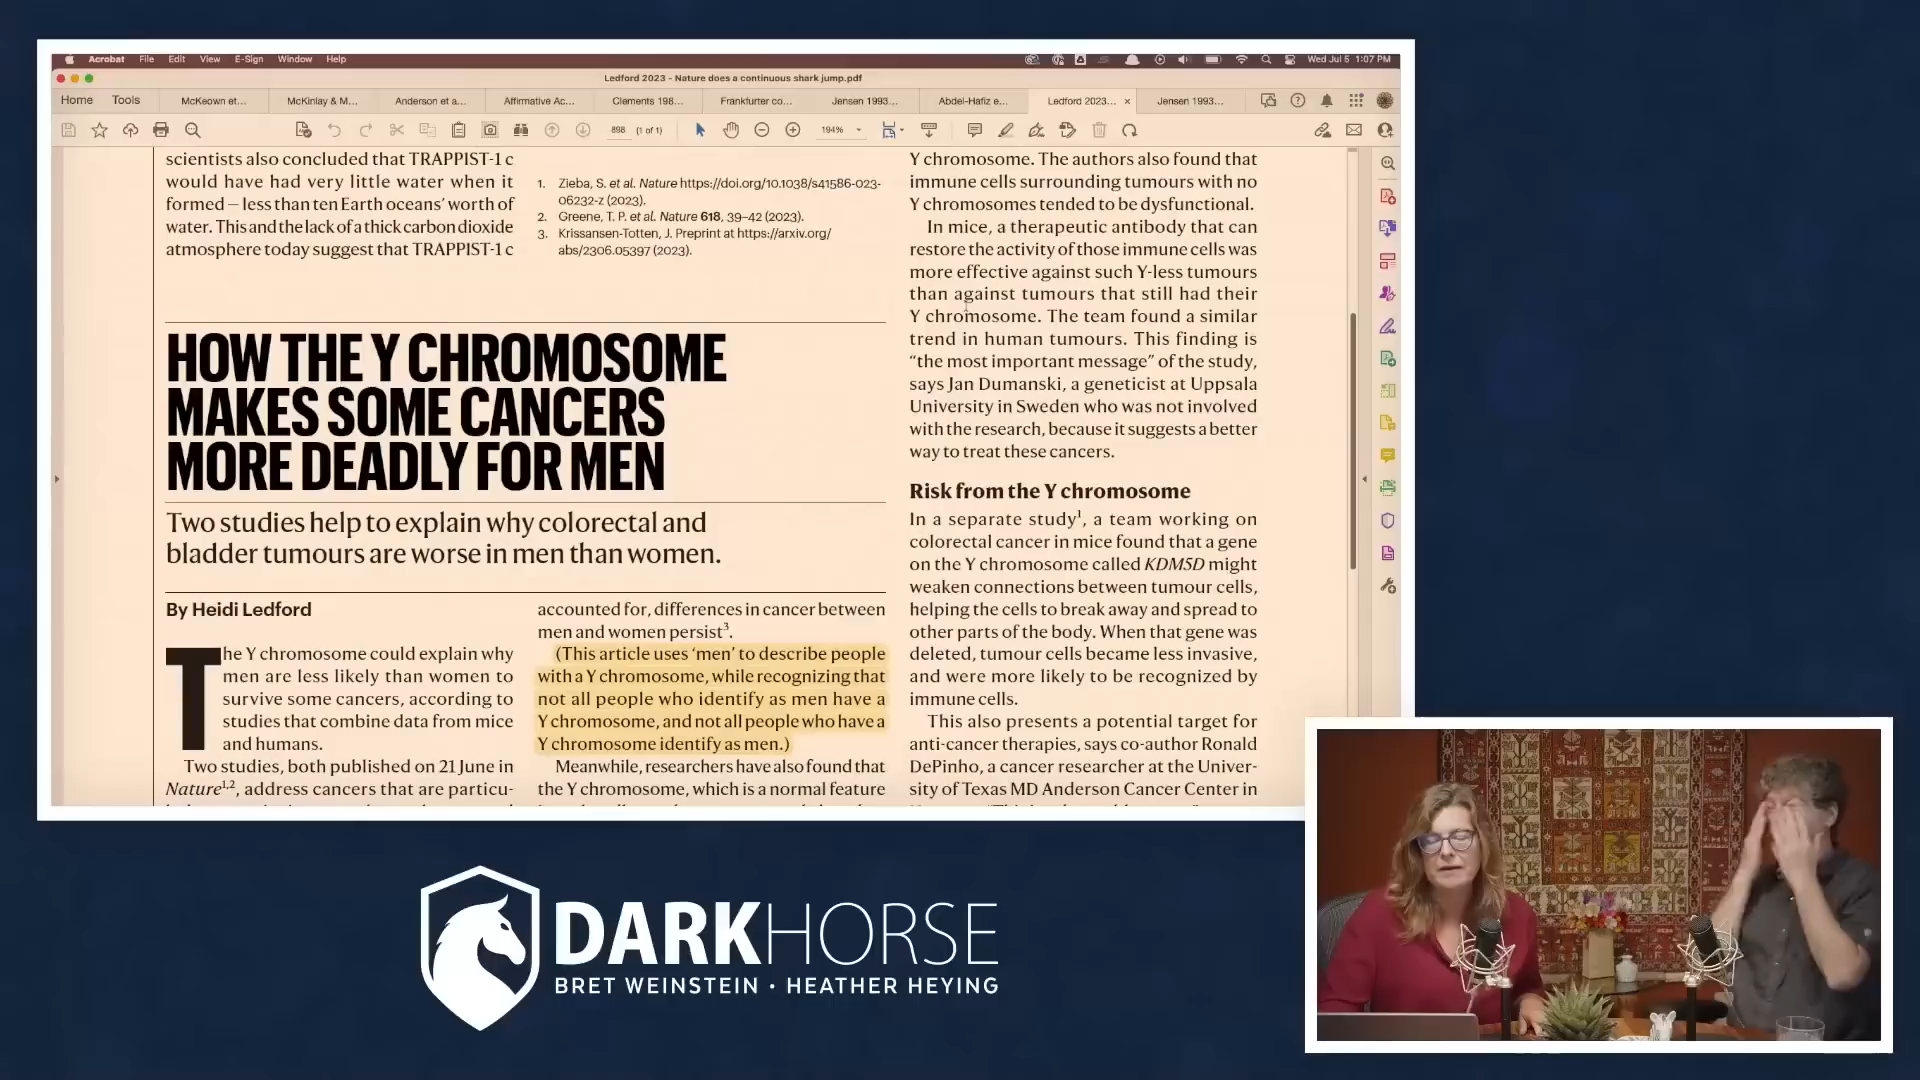 Acrobat File Edit View E-Sign Window Help Wed Jul 5 1:07 PM
Ledford 2023 - Nature does a continuous shark jump.pdf
Home Tools McKeown et... McKinlay & M... Anderson et a... Affirmative Ac... Clements 198... Frankfurter co... Jensen 1993... Abdel-Hafiz e... Ledford 2023... × Jensen 1993...
898 (1 of 1) 194%
scientists also concluded that TRAPPIST-1 c
would have had very little water when it
formed — less than ten Earth oceans’ worth of
water. This and the lack of a thick carbon dioxide
atmosphere today suggest that TRAPPIST-1 c
1. Zieba, S. et al. Nature https://doi.org/10.1038/s41586-023-
06232-z (2023).
2. Greene, T. P. et al. Nature 618, 39–42 (2023).
3. Krissansen-Totten, J. Preprint at https://arxiv.org/
abs/2306.05397 (2023).
HOW THE Y CHROMOSOME
MAKES SOME CANCERS
MORE DEADLY FOR MEN
Two studies help to explain why colorectal and
bladder tumours are worse in men than women.
By Heidi Ledford
The Y chromosome could explain why
men are less likely than women to
survive some cancers, according to
studies that combine data from mice
and humans.
Two studies, both published on 21 June in
Nature1,2, address cancers that are particu-
accounted for, differences in cancer between
men and women persist3.
(This article uses ‘men’ to describe people
with a Y chromosome, while recognizing that
not all people who identify as men have a
Y chromosome, and not all people who have a
Y chromosome identify as men.)
Meanwhile, researchers have also found that
the Y chromosome, which is a normal feature
Y chromosome. The authors also found that
immune cells surrounding tumours with no
Y chromosomes tended to be dysfunctional.
In mice, a therapeutic antibody that can
restore the activity of those immune cells was
more effective against such Y-less tumours
than against tumours that still had their
Y chromosome. The team found a similar
trend in human tumours. This finding is
“the most important message” of the study,
says Jan Dumanski, a geneticist at Uppsala
University in Sweden who was not involved
with the research, because it suggests a better
way to treat these cancers.
Risk from the Y chromosome
In a separate study1, a team working on
colorectal cancer in mice found that a gene
on the Y chromosome called KDM5D might
weaken connections between tumour cells,
helping the cells to break away and spread to
other parts of the body. When that gene was
deleted, tumour cells became less invasive,
and were more likely to be recognized by
immune cells.
This also presents a potential target for
anti-cancer therapies, says co-author Ronald
DePinho, a cancer researcher at the Univer-
sity of Texas MD Anderson Cancer Center in
DARKHORSE
BRET WEINSTEIN · HEATHER HEYING